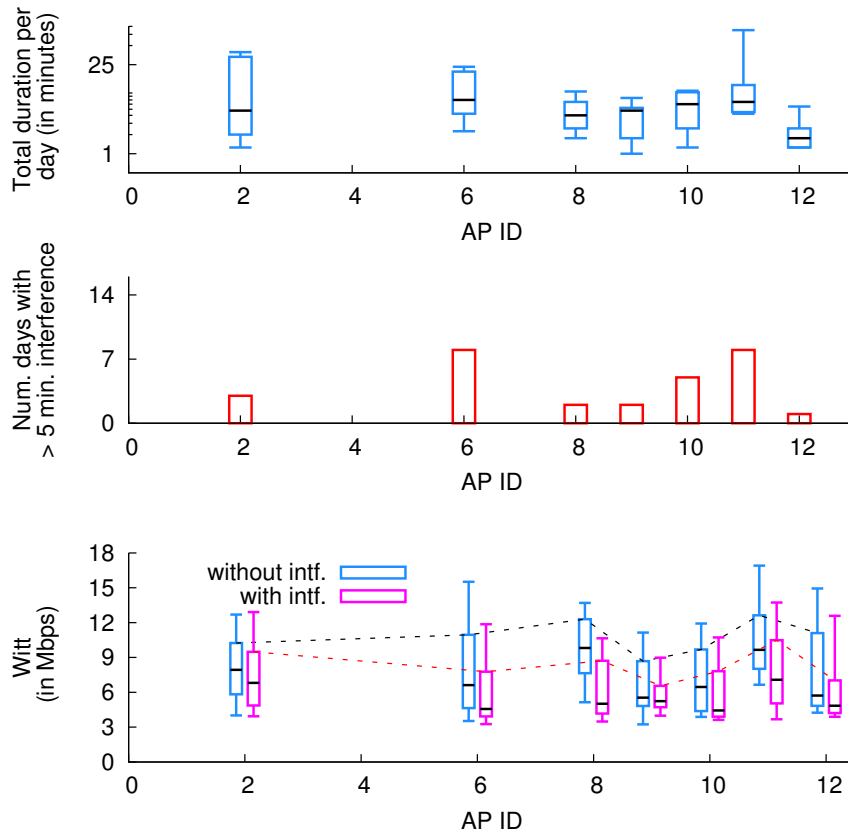 Total duration per
day (in minutes)
25
1
0 2 4 6 8 10 12
AP ID
Num. days with
> 5 min. interference
14
7
0
0 2 4 6 8 10 12
AP ID
Witt
(in Mbps)
18
15
12
9
6
3
0
without intf.
with intf.
0 2 4 6 8 10 12
AP ID